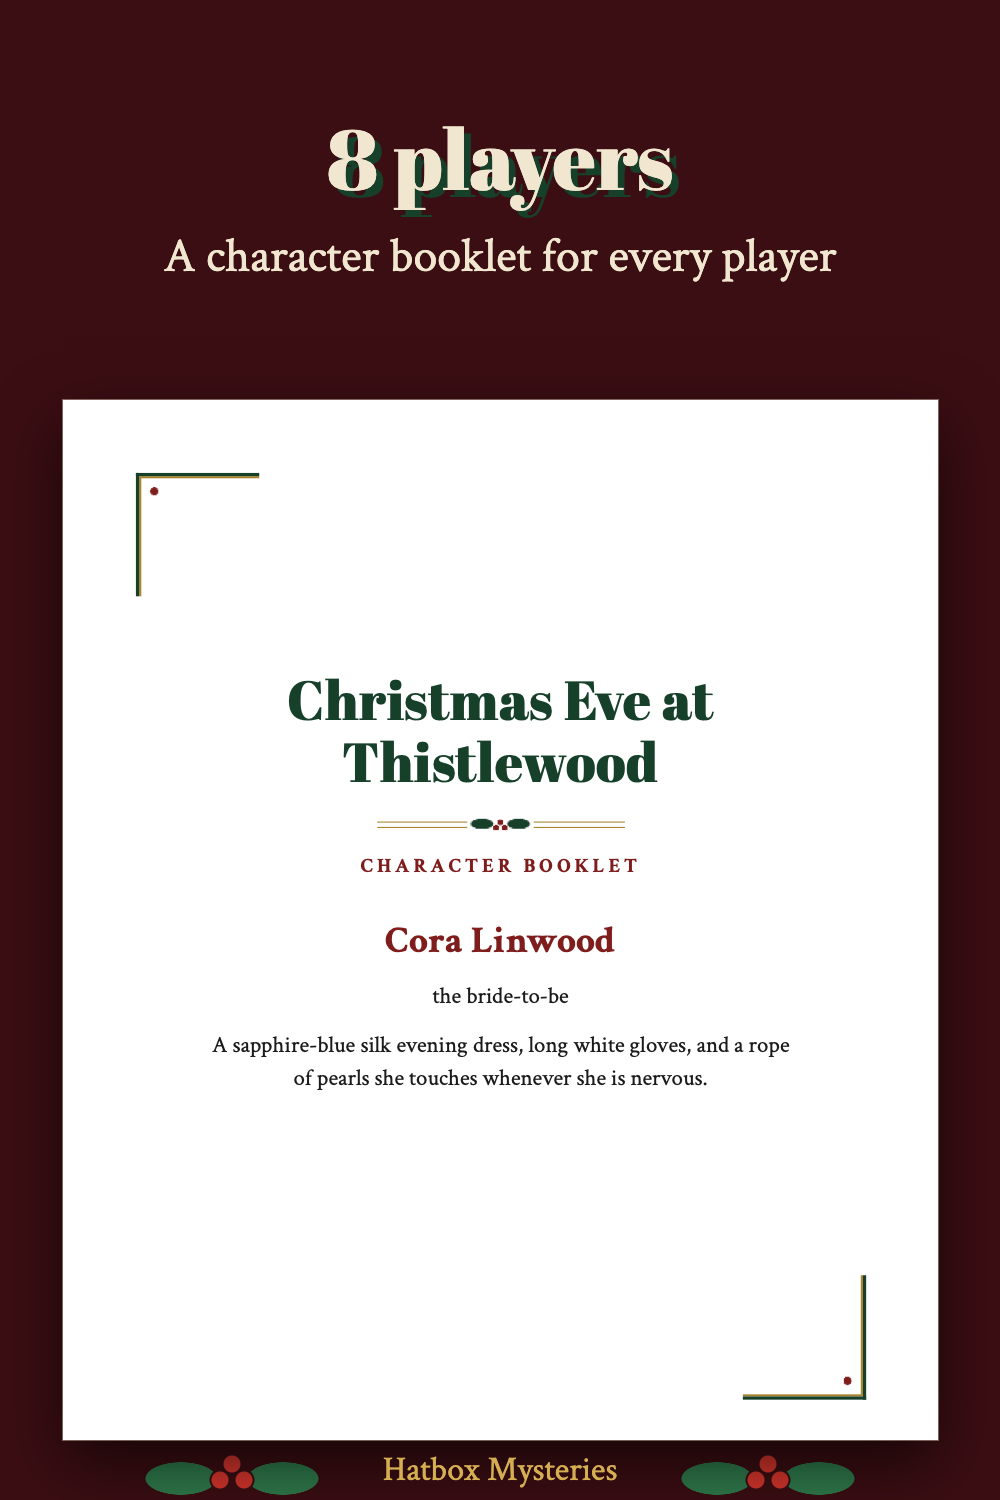 8 players
A character booklet for every player
Christmas Eve at
Thistlewood
CHARACTER BOOKLET
Cora Linwood
the bride-to-be
A sapphire-blue silk evening dress, long white gloves, and a rope
of pearls she touches whenever she is nervous.
Hatbox Mysteries